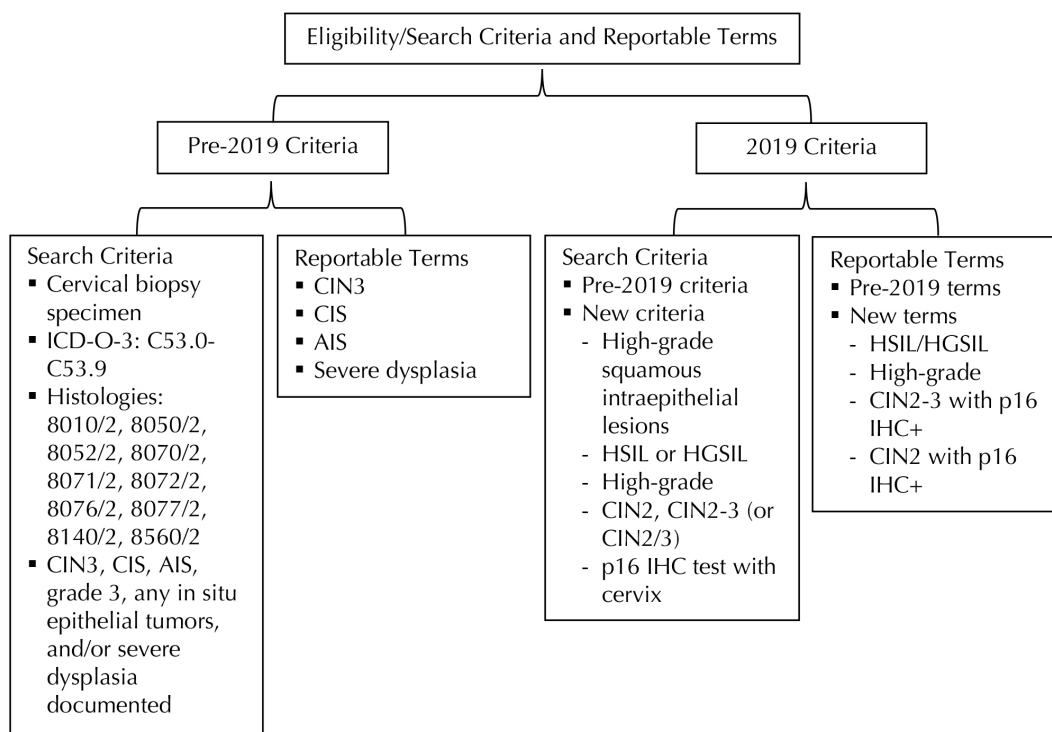 Eligibility/Search Criteria and Reportable Terms
Pre-2019 Criteria
2019 Criteria
Search Criteria
▪ Cervical biopsy
specimen
▪ ICD-O-3: C53.0-
C53.9
▪ Histologies:
8010/2, 8050/2,
8052/2, 8070/2,
8071/2, 8072/2,
8076/2, 8077/2,
8140/2, 8560/2
▪ CIN3, CIS, AIS,
grade 3, any in situ
epithelial tumors,
and/or severe
dysplasia
documented
Reportable Terms
▪ CIN3
▪ CIS
▪ AIS
▪ Severe dysplasia
Search Criteria
▪ Pre-2019 criteria
▪ New criteria
- High-grade
squamous
intraepithelial
lesions
- HSIL or HGSIL
- High-grade
- CIN2, CIN2-3 (or
CIN2/3)
- p16 IHC test with
cervix
Reportable Terms
▪ Pre-2019 terms
▪ New terms
- HSIL/HGSIL
- High-grade
- CIN2-3 with p16
IHC+
- CIN2 with p16
IHC+